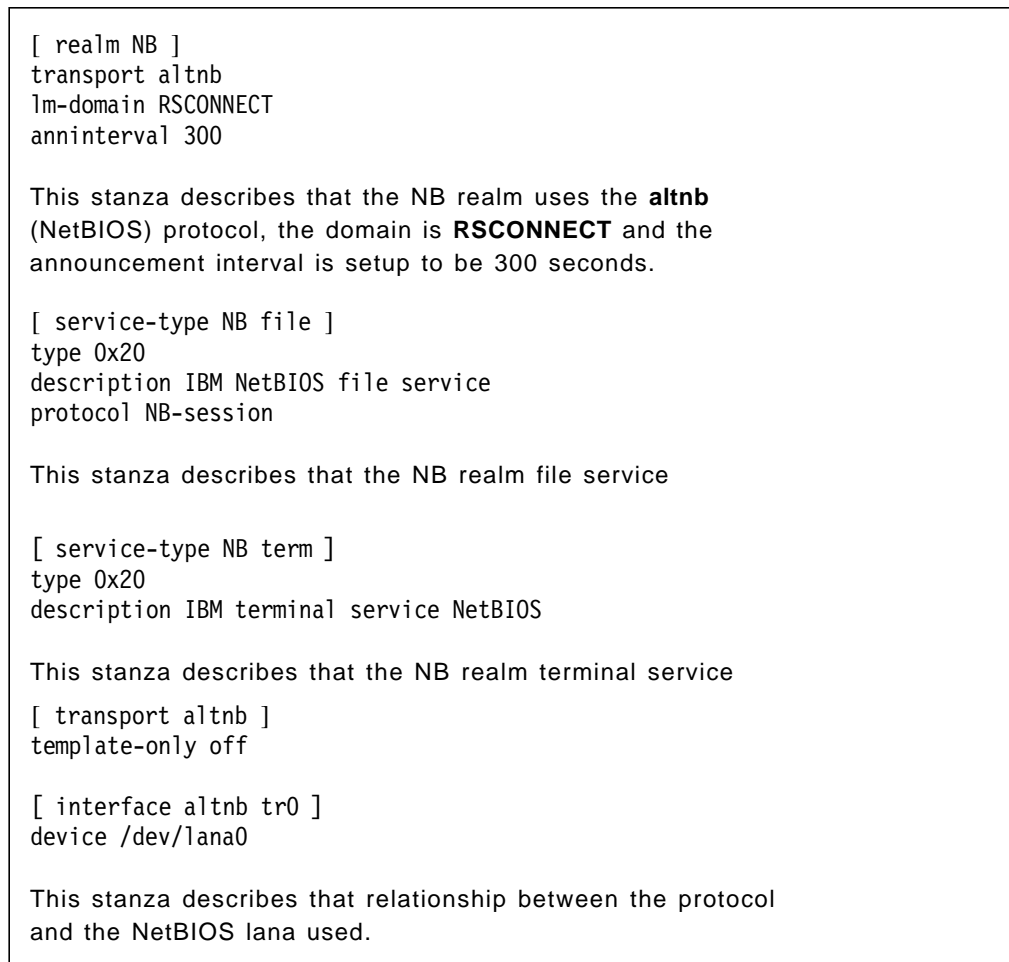 [ realm NB ]
transport altnb
lm-domain RSCONNECT
anninterval 300
This stanza describes that the NB realm uses the altnb
(NetBIOS) protocol, the domain is RSCONNECT and the
announcement interval is setup to be 300 seconds.
[ service-type NB file ]
type 0x20
description IBM NetBIOS file service
protocol NB-session
This stanza describes that the NB realm file service
[ service-type NB term ]
type 0x20
description IBM terminal service NetBIOS
This stanza describes that the NB realm terminal service
[ transport altnb ]
template-only off
[ interface altnb tr0 ]
device /dev/lana0
This stanza describes that relationship between the protocol
and the NetBIOS lana used.